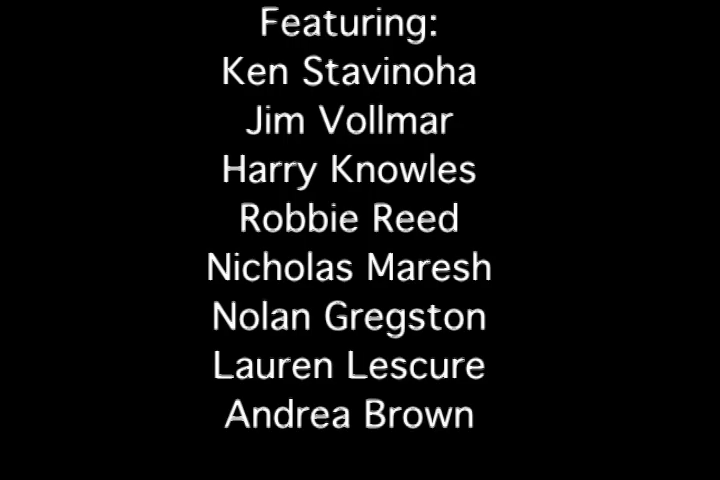 Featuring:
Ken Stavinoha
Jim Vollmar
Harry Knowles
Robbie Reed
Nicholas Maresh
Nolan Gregston
Lauren Lescure
Andrea Brown